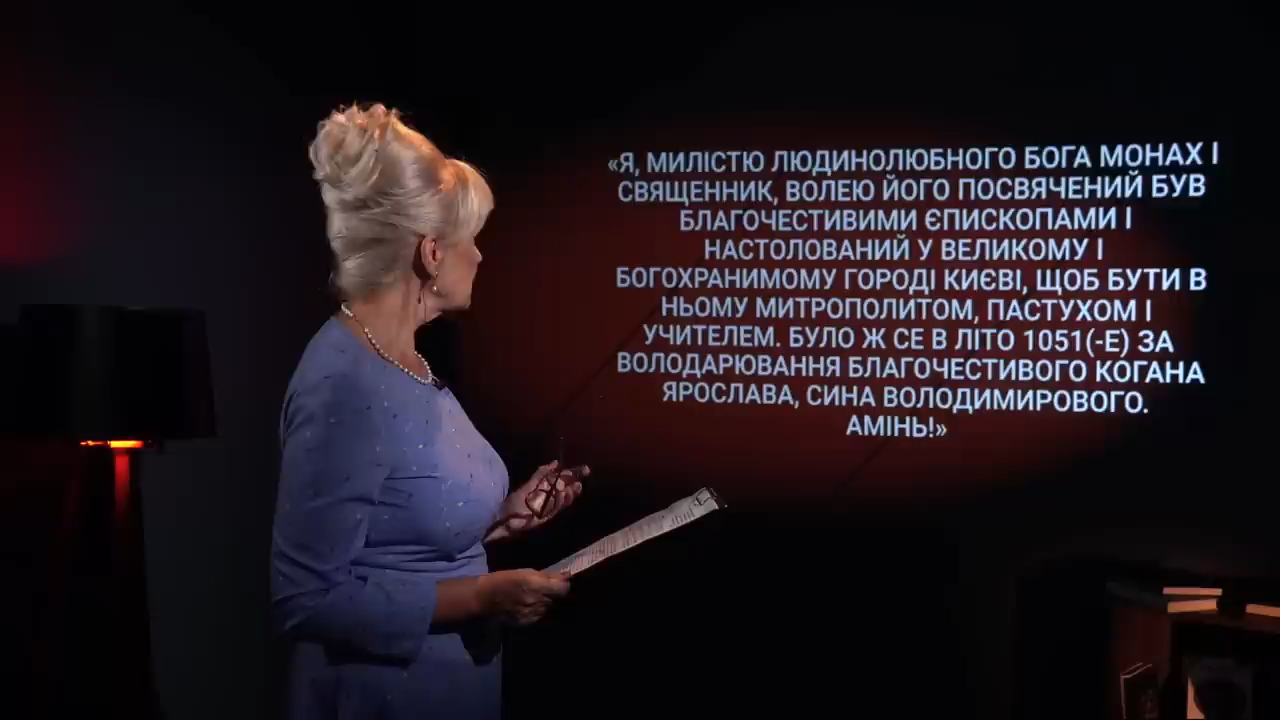 «Я, МИЛІСТЮ ЛЮДИНОЛЮБНОГО БОГА МОНАХ І
СВЯЩЕННИК, ВОЛЕЮ ЙОГО ПОСВЯЧЕНИЙ БУВ
БЛАГОЧЕСТИВИМИ ЄПИСКОПАМИ І
НАСТОЛОВАНИЙ У ВЕЛИКОМУ І
БОГОХРАНИМОМУ ГОРОДІ КИЄВІ, ЩОБ БУТИ В
НЬОМУ МИТРОПОЛИТОМ, ПАСТУХОМ І
УЧИТЕЛЕМ. БУЛО Ж СЕ В ЛІТО 1051(-Е) ЗА
ВОЛОДАРЮВАННЯ БЛАГОЧЕСТИВОГО КОГАНА
ЯРОСЛАВА, СИНА ВОЛОДИМИРОВОГО.
АМІНЬ!»